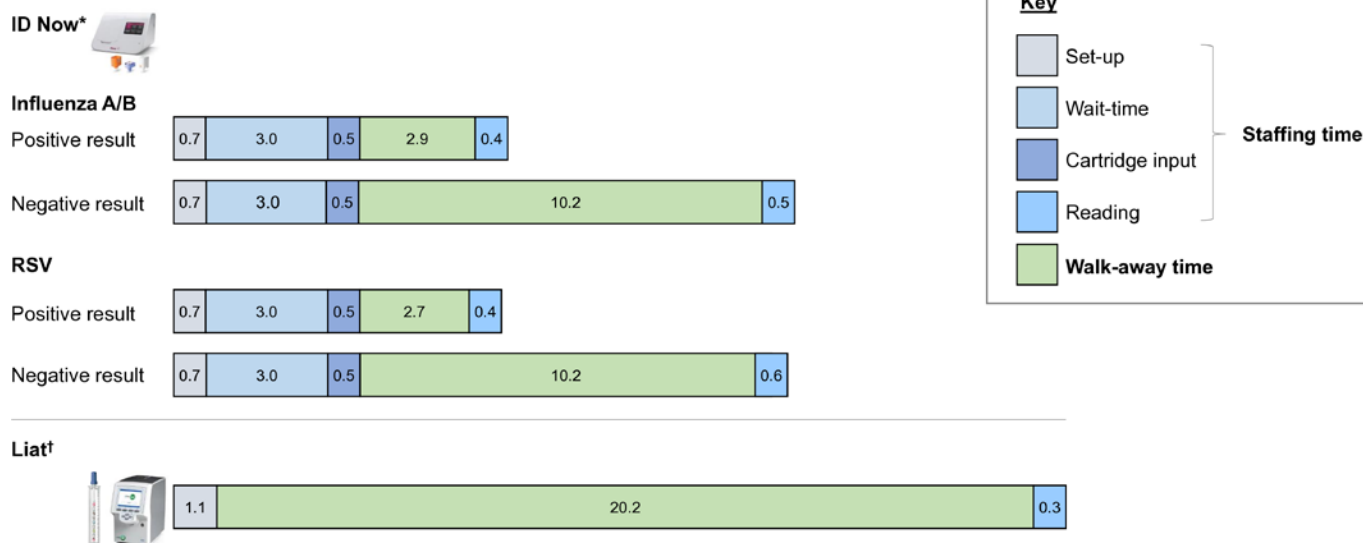 ID Now*
Influenza A/B
Positive result 0.7 3.0 0.5 2.9 0.4
Negative result 0.7 3.0 0.5 10.2 0.5
RSV
Positive result 0.7 3.0 0.5 2.7 0.4
Negative result 0.7 3.0 0.5 10.2 0.6
Liat†
1.1 20.2 0.3
Key
Set-up
Wait-time
Cartridge input
Reading
Staffing time
Walk-away time